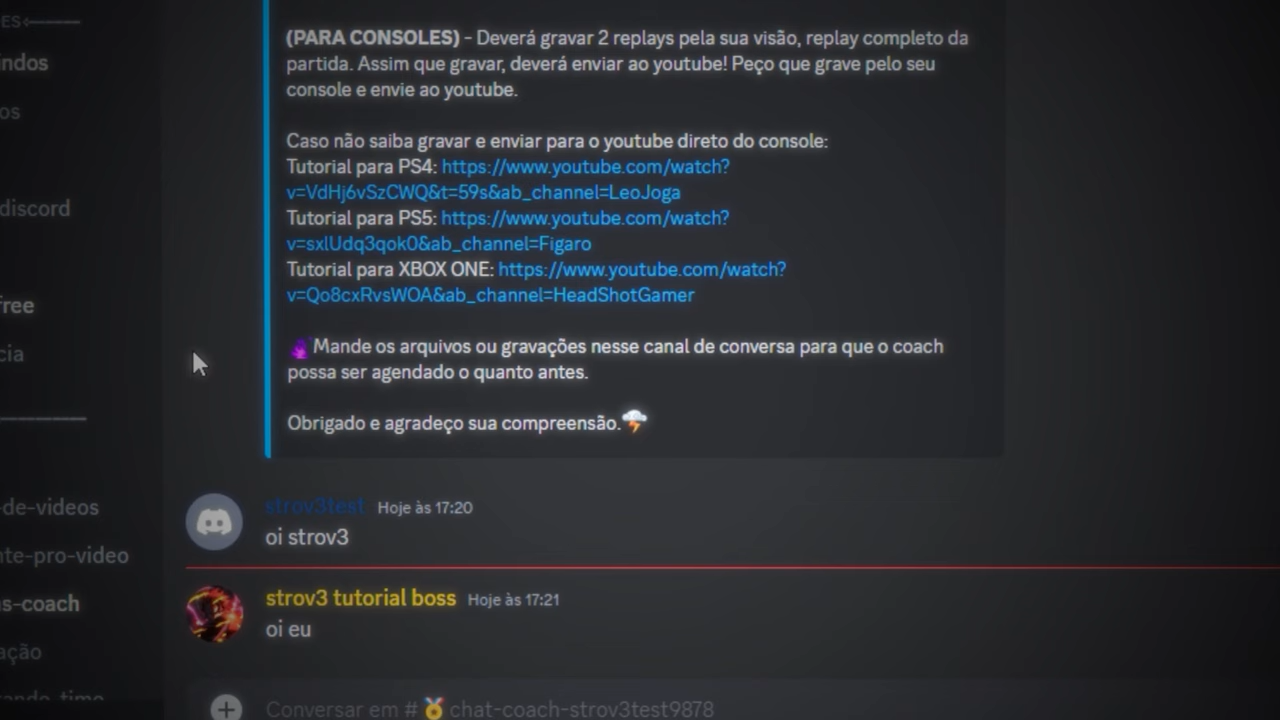 ES
(PARA CONSOLES) - Deverá gravar 2 replays pela sua visão, replay completo da
indos
partida. Assim que gravar, deverá enviar ao youtube! Peço que grave pelo seu
console e envie ao youtube.
os
Caso não saiba gravar e enviar para o youtube direto do console:
Tutorial para PS4: https://www.youtube.com/watch?
v=VdHj6vSzCWQ&t=59s&ab_channel=LeoJoga
discord
Tutorial para PS5: https://www.youtube.com/watch?
v=sxlUdq3qok0&ab_channel=Figaro
Tutorial para XBOX ONE: https://www.youtube.com/watch?
v=Qo8cxRvsWOA&ab_channel=HeadShotGamer
free
Mande os arquivos ou gravações nesse canal de conversa para que o coach
cia
possa ser agendado o quanto antes.
Obrigado e agradeço sua compreensão.
-de-videos
strov3test Hoje às 17:20
oi strov3
nte-pro-video
strov3 tutorial boss Hoje às 17:21
as-coach
oi eu
ação
Conversar em # chat-coach-strov3test9878